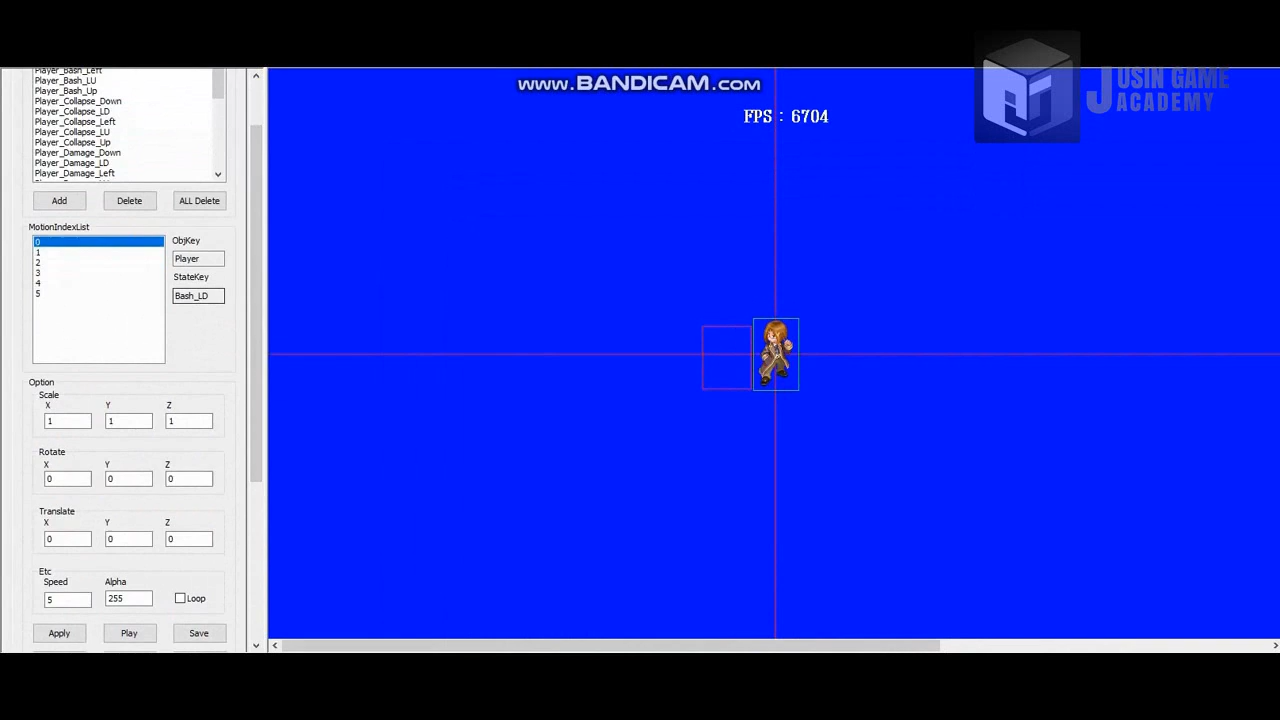 www.BANDICAM.com
JUSIN GAME
ACADEMY
FPS : 6704
Player_Bash_Left
Player_Bash_LU
Player_Bash_Up
Player_Collapse_Down
Player_Collapse_LD
Player_Collapse_Left
Player_Collapse_LU
Player_Collapse_Up
Player_Damage_Down
Player_Damage_LD
Player_Damage_Left
Add Delete ALL Delete
MotionIndexList
0
1
2
3
4
5
ObjKey
Player
StateKey
Bash_LD
Option
Scale
X Y Z
1 1 1
Rotate
X Y Z
0 0 0
Translate
X Y Z
0 0 0
Etc
Speed Alpha
5 255 Loop
Apply Play Save